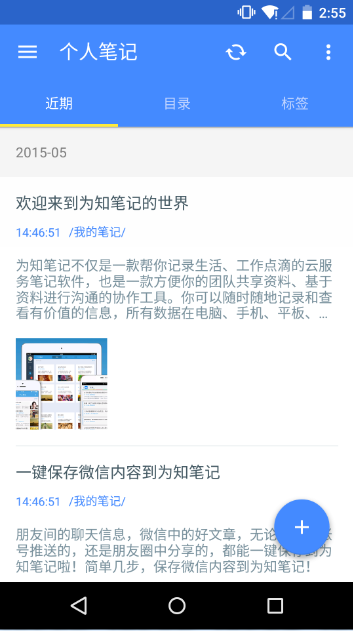 2:55
个人笔记
近期 目录 标签
2015-05
欢迎来到为知笔记的世界
14:46:51 /我的笔记/
为知笔记不仅是一款帮你记录生活、工作点滴的云服
务笔记软件，也是一款方便你的团队共享资料、基于
资料进行沟通的协作工具。你可以随时随地记录和查
看有价值的信息，所有数据在电脑、手机、平板、...
一键保存微信内容到为知笔记
14:46:51 /我的笔记/
朋友间的聊天信息，微信中的好文章，无论
号推送的，还是朋友圈中分享的，都能一键保存到为
知笔记啦！简单几步，保存微信内容到为知笔记！